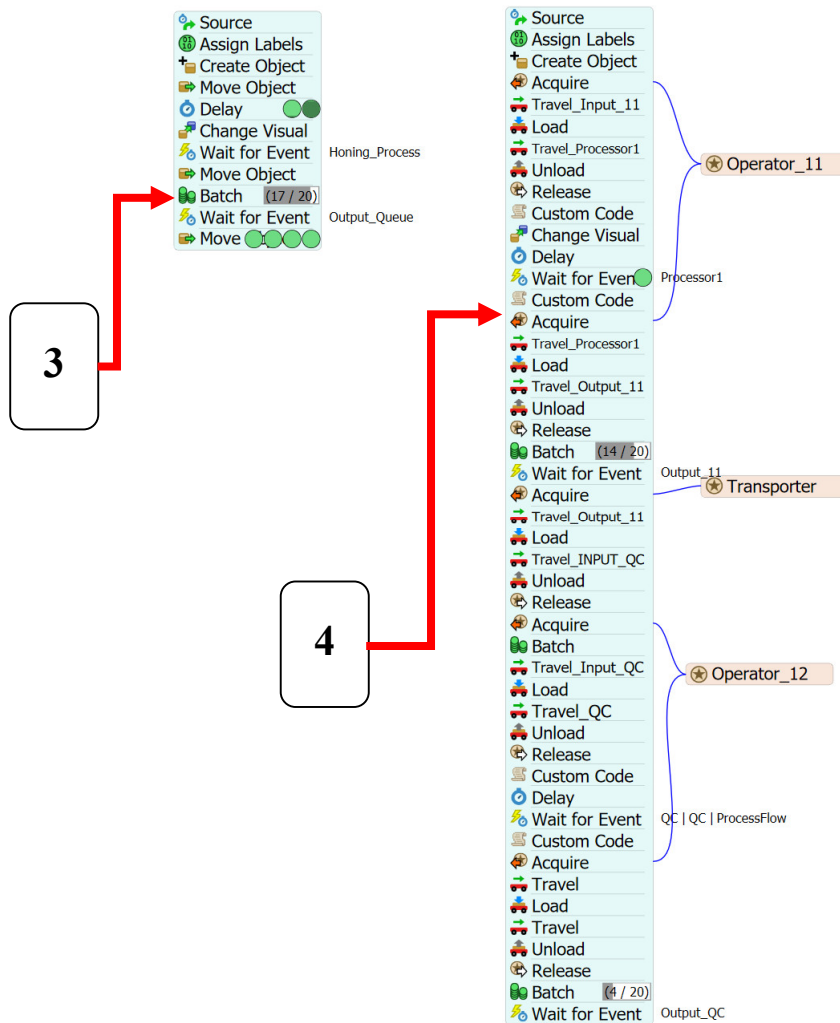 Source
Assign Labels
Create Object
Move Object
Delay
Change Visual
Wait for Event Honing_Process
Move Object
Batch (17 / 20)
Wait for Event Output_Queue
Move
3
4
Source
Assign Labels
Create Object
Acquire
Travel_Input_11
Load
Travel_Processor1
Unload
Release
Custom Code
Change Visual
Delay
Wait for Even Processor1
Custom Code
Acquire
Travel_Processor1
Load
Travel_Output_11
Unload
Release
Batch (14 / 20)
Wait for Event Output_11
Acquire
Travel_Output_11
Load
Travel_INPUT_QC
Unload
Release
Acquire
Batch
Travel_Input_QC
Load
Travel_QC
Unload
Release
Custom Code
Delay
Wait for Event QC | QC | ProcessFlow
Custom Code
Acquire
Travel
Load
Travel
Unload
Release
Batch (4 / 20)
Wait for Event Output_QC
Operator_11
Transporter
Operator_12